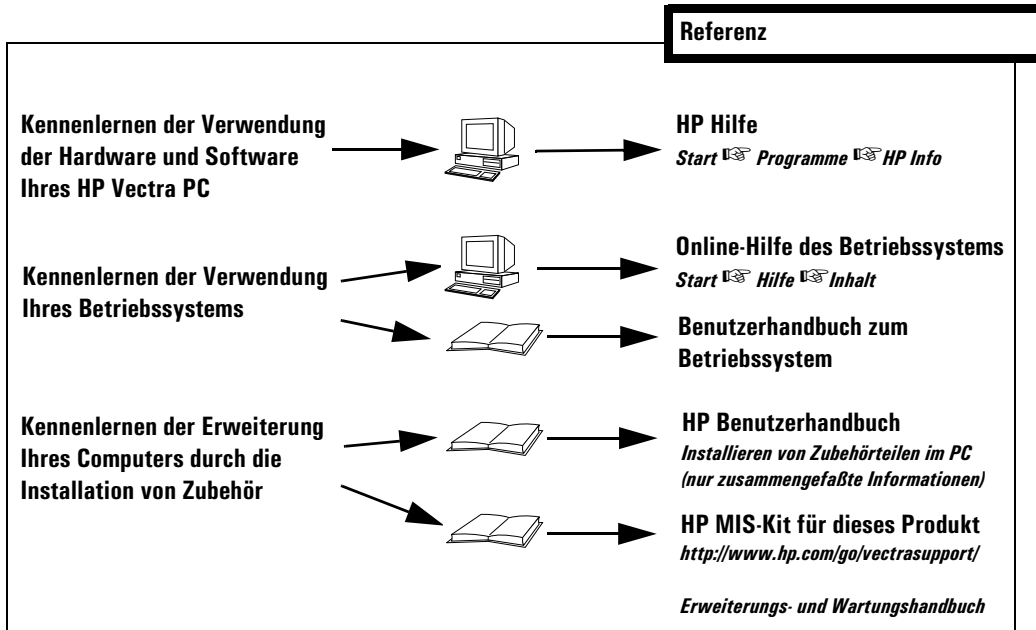 Referenz
Kennenlernen der Verwendung
der Hardware und Software
Ihres HP Vectra PC
HP Hilfe
Start ☞ Programme ☞ HP Info
Kennenlernen der Verwendung
Ihres Betriebssystems
Online-Hilfe des Betriebssystems
Start ☞ Hilfe ☞ Inhalt
Benutzerhandbuch zum
Betriebssystem
Kennenlernen der Erweiterung
Ihres Computers durch die
Installation von Zubehör
HP Benutzerhandbuch
Installieren von Zubehörteilen im PC
(nur zusammengefaßte Informationen)
HP MIS-Kit für dieses Produkt
http://www.hp.com/go/vectrasupport/
Erweiterungs- und Wartungshandbuch